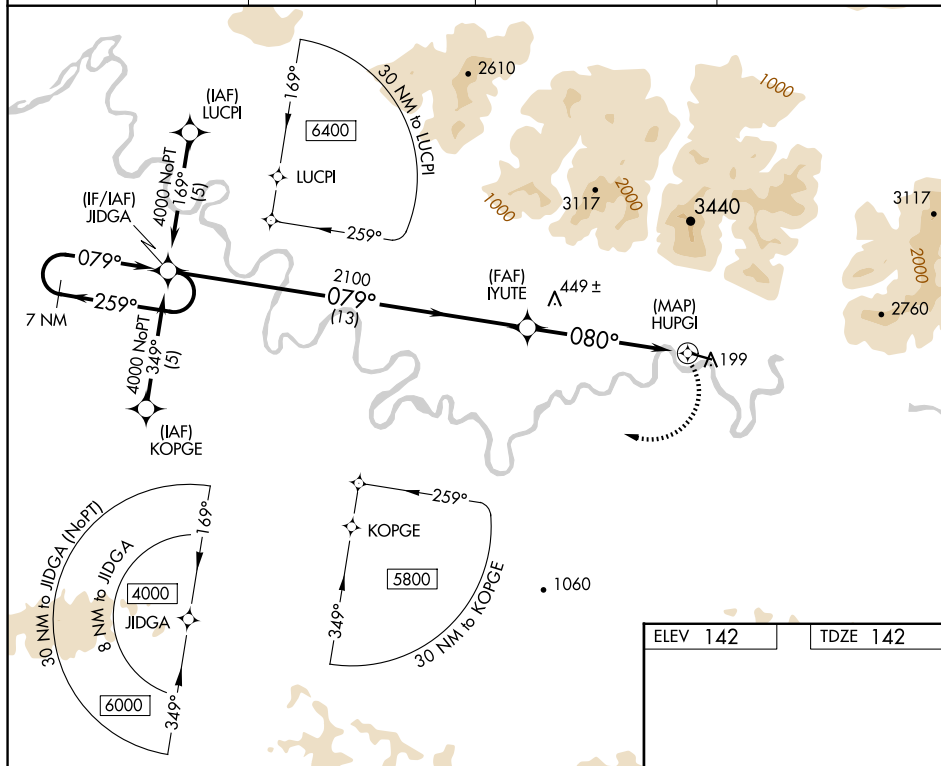 2610
1000
30 NM to LUCPI
169°
(IAF)
LUCPI
6400
LUCPI
259°
4000 NoPT
169°
(5)
3117
2000
1000
3440
3117
2000
2760
(IF/IAF)
JIDGA
079°
259°
7 NM
2100
079°
(13)
(FAF)
IYUTE
449 ±
080°
(MAP)
HUPGI
199
4000 NoPT
349°
(5)
(IAF)
KOPGE
30 NM to JIDGA (NoPT)
8 NM to JIDGA
169°
4000
JIDGA
6000
349°
259°
KOPGE
5800
349°
30 NM to KOPGE
1060
ELEV 142
TDZE 142